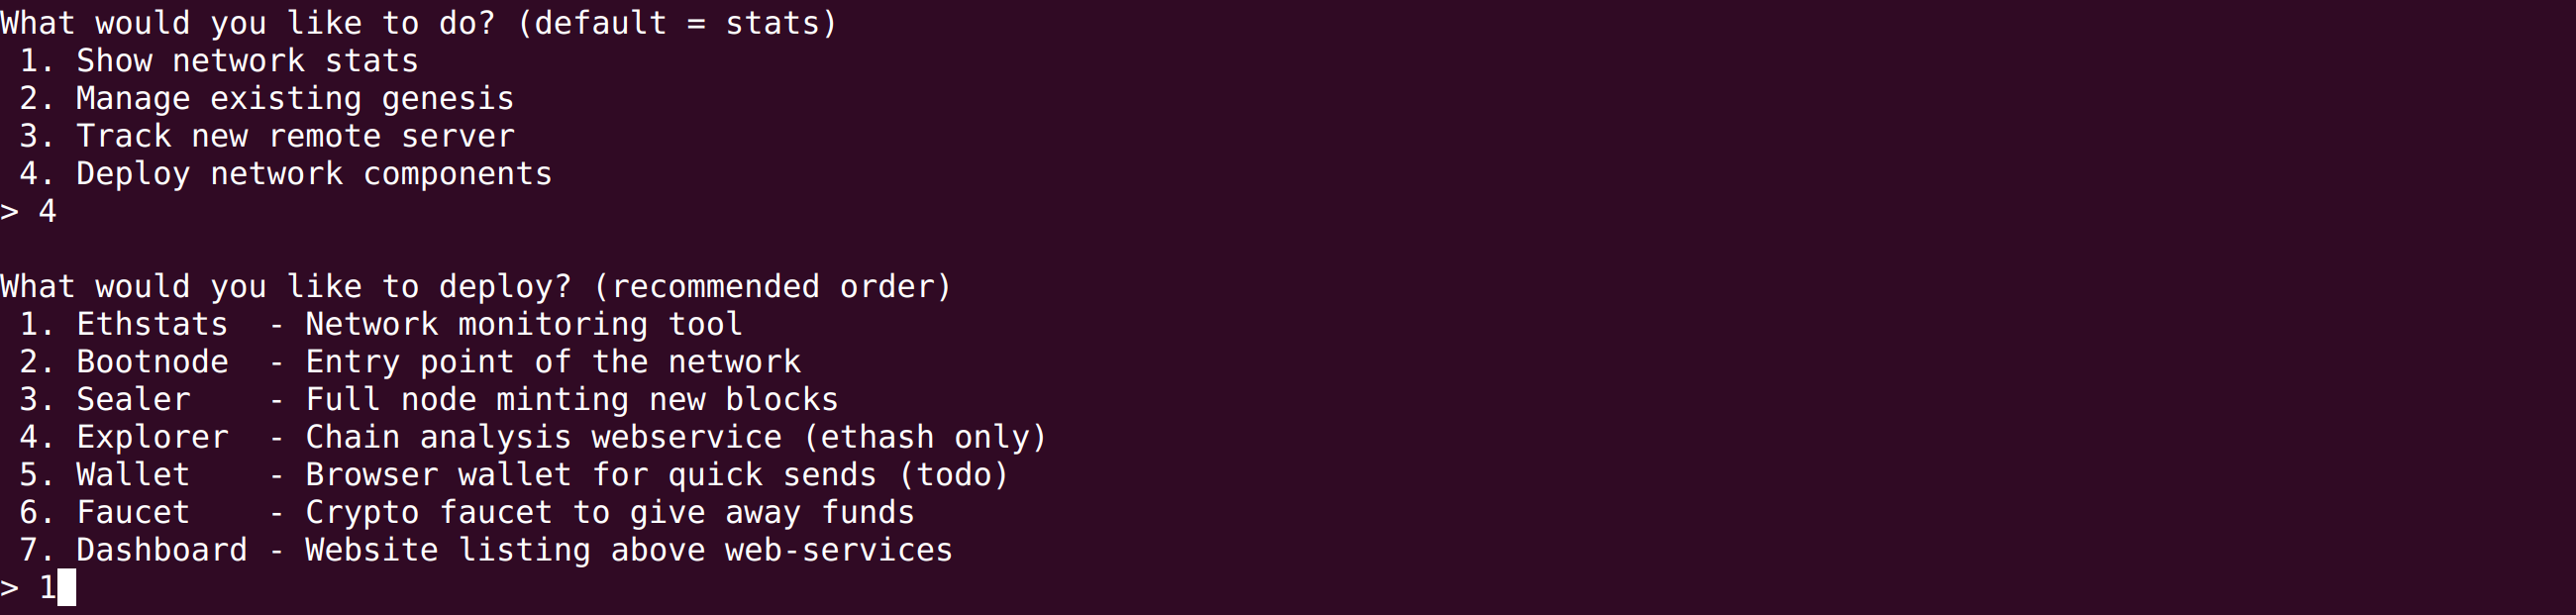 What would you like to do? (default = stats)
 1. Show network stats
 2. Manage existing genesis
 3. Track new remote server
 4. Deploy network components
> 4

What would you like to deploy? (recommended order)
 1. Ethstats  - Network monitoring tool
 2. Bootnode  - Entry point of the network
 3. Sealer    - Full node minting new blocks
 4. Explorer  - Chain analysis webservice (ethash only)
 5. Wallet    - Browser wallet for quick sends (todo)
 6. Faucet    - Crypto faucet to give away funds
 7. Dashboard - Website listing above web-services
> 1